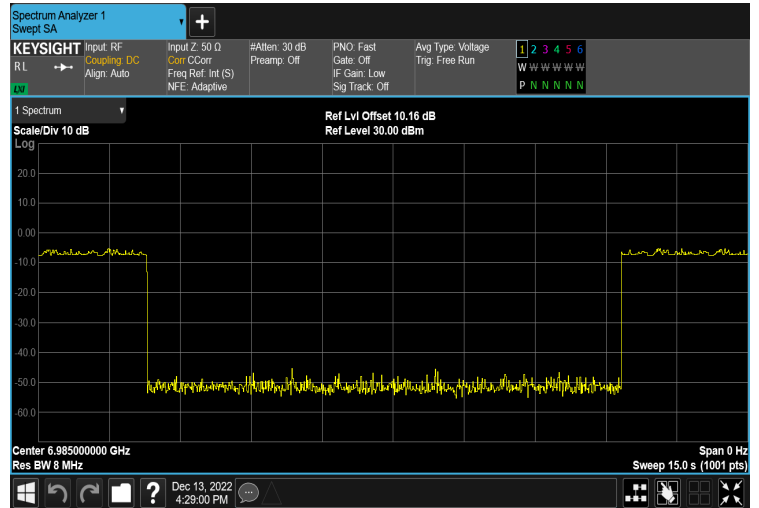 Spectrum Analyzer 1
Swept SA
KEYSIGHT
R L
LXI
Input: RF
Coupling: DC
Align: Auto
Input Z: 50 Ω
Corr CCorr
Freq Ref: Int (S)
NFE: Adaptive
#Atten: 30 dB
Preamp: Off
PNO: Fast
Gate: Off
IF Gain: Low
Sig Track: Off
Avg Type: Voltage
Trig: Free Run
1 2 3 4 5 6
W W W W W W
P N N N N N
1 Spectrum
Scale/Div 10 dB
Ref Lvl Offset 10.16 dB
Ref Level 30.00 dBm
Log
20.0
10.0
0.00
-10.0
-20.0
-30.0
-40.0
-50.0
-60.0
Center 6.985000000 GHz
Res BW 8 MHz
Span 0 Hz
Sweep 15.0 s (1001 pts)
?
Dec 13, 2022
4:29:00 PM